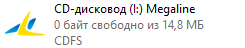 CD-дисковод (I:) Megaline
0 байт свободно из 14,8 МБ
CDFS